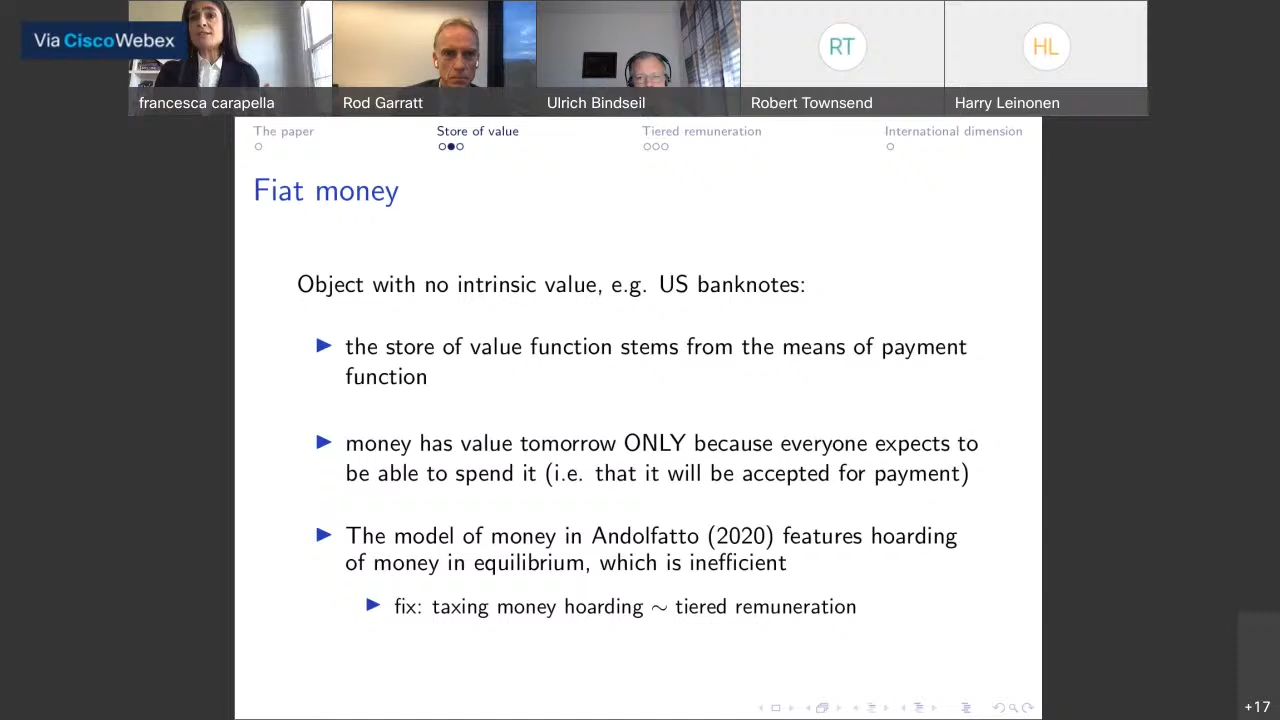 Via CiscoWebex
francesca carapella
Rod Garratt
Ulrich Bindseil
RT
Robert Townsend
HL
Harry Leinonen
The paper
Store of value
Tiered remuneration
International dimension
Fiat money
Object with no intrinsic value, e.g. US banknotes:
the store of value function stems from the means of payment
function
money has value tomorrow ONLY because everyone expects to
be able to spend it (i.e. that it will be accepted for payment)
The model of money in Andolfatto (2020) features hoarding
of money in equilibrium, which is inefficient
fix: taxing money hoarding ∼ tiered remuneration
+17